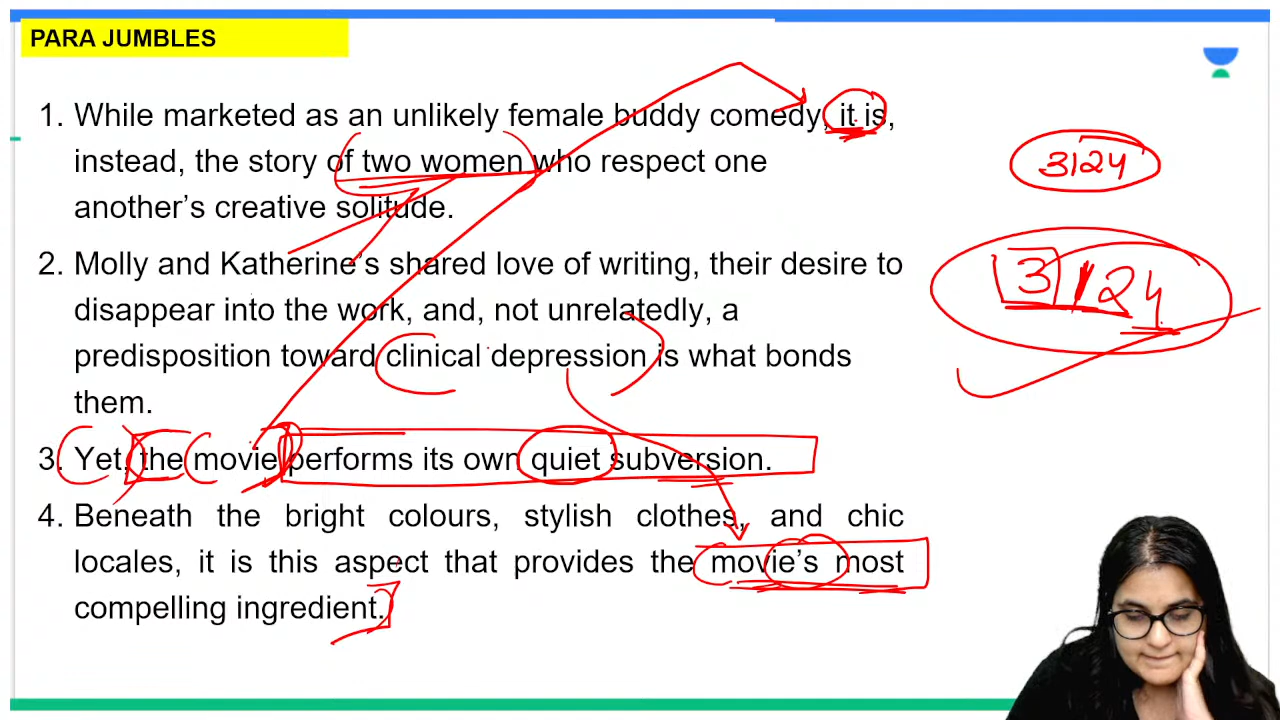 PARA JUMBLES
1. While marketed as an unlikely female buddy comedy, it is,
instead, the story of two women who respect one
another's creative solitude.
2. Molly and Katherine's shared love of writing, their desire to
disappear into the work, and, not unrelatedly, a
predisposition toward clinical depression is what bonds
them.
3. Yet, the movie performs its own quiet subversion.
4. Beneath the bright colours, stylish clothes, and chic
locales, it is this aspect that provides the movie's most
compelling ingredient.
3124
3124